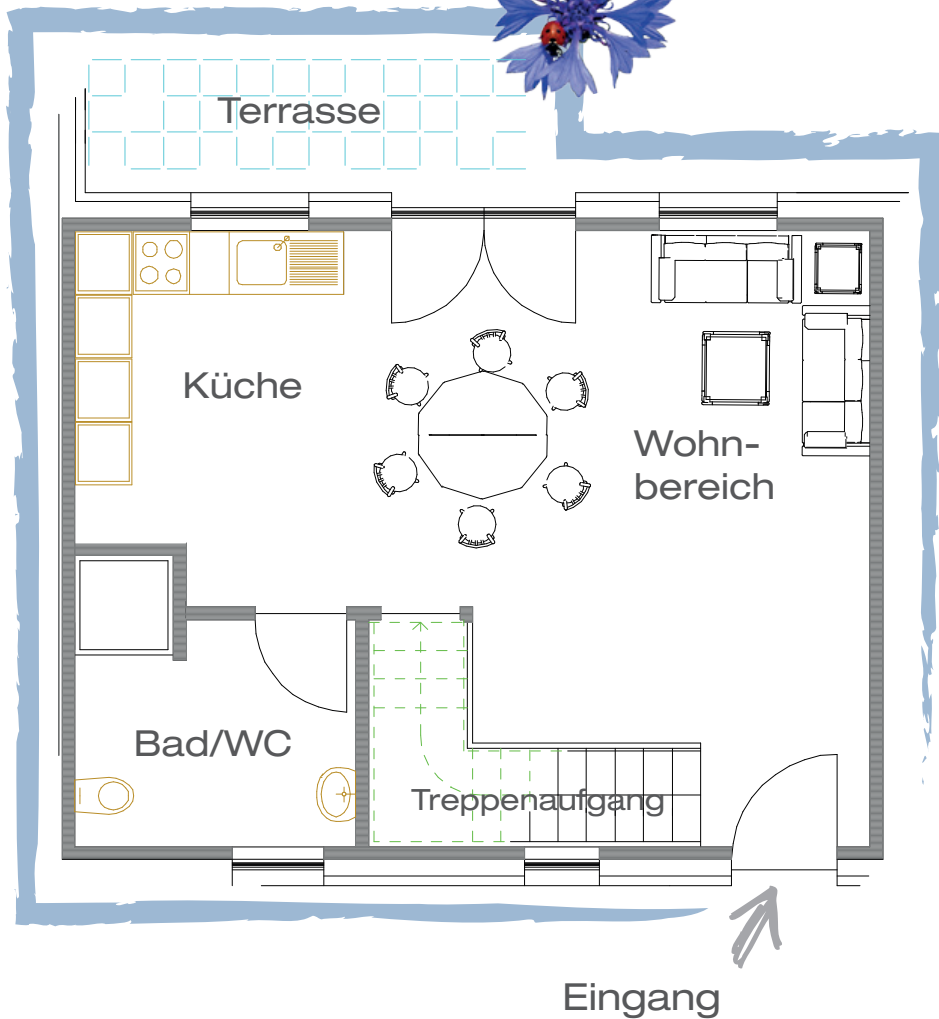 Terrasse
Küche
Wohn-
bereich
Bad/WC
Treppenaufgang
Eingang